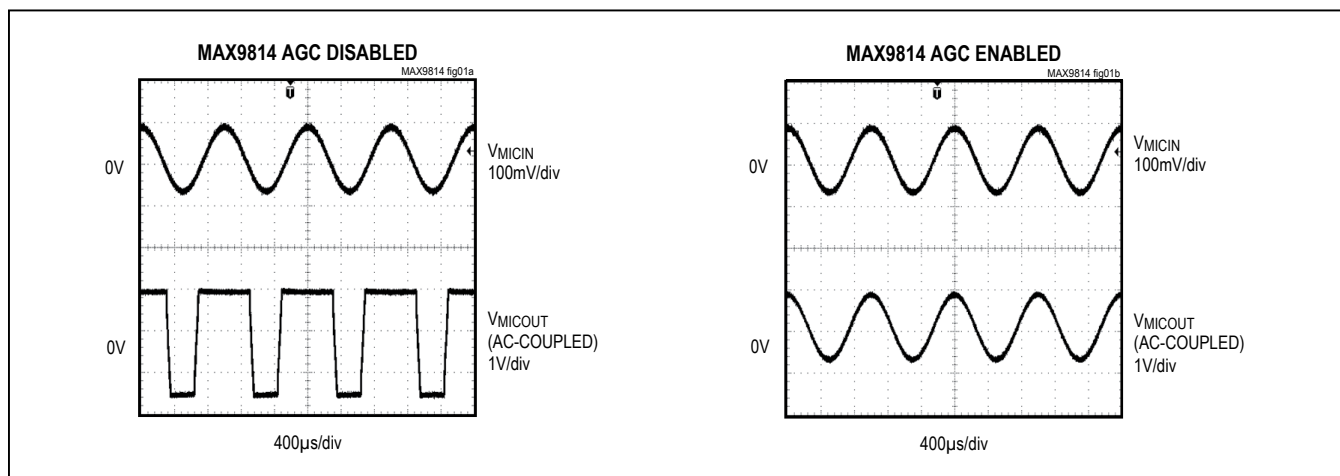 MAX9814 AGC DISABLED
MAX9814 fig01a
T
0V
VMICIN
100mV/div
0V
VMICOUT
(AC-COUPLED)
1V/div
400µs/div
MAX9814 AGC ENABLED
MAX9814 fig01b
T
0V
VMICIN
100mV/div
0V
VMICOUT
(AC-COUPLED)
1V/div
400µs/div